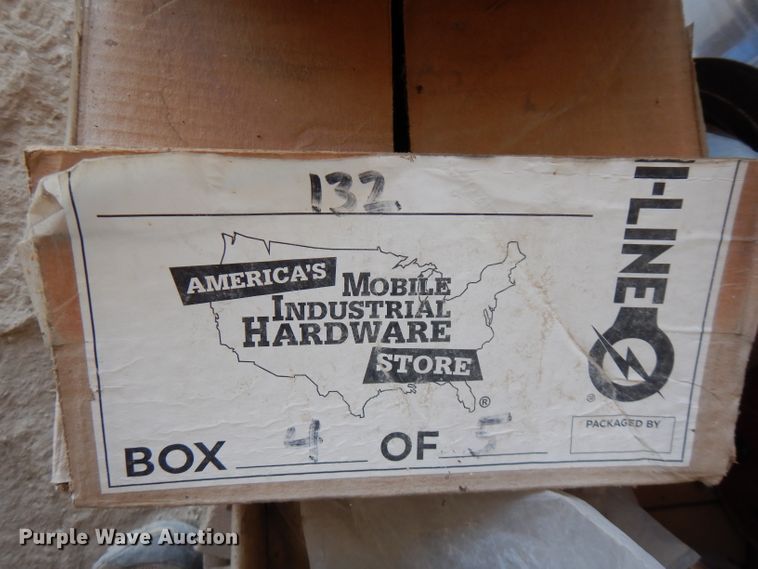 132
AMERICA'S
MOBILE
INDUSTRIAL
HARDWARE
STORE
®
I-LINE
®
PACKAGED BY
BOX 4 OF 5
Purple Wave Auction